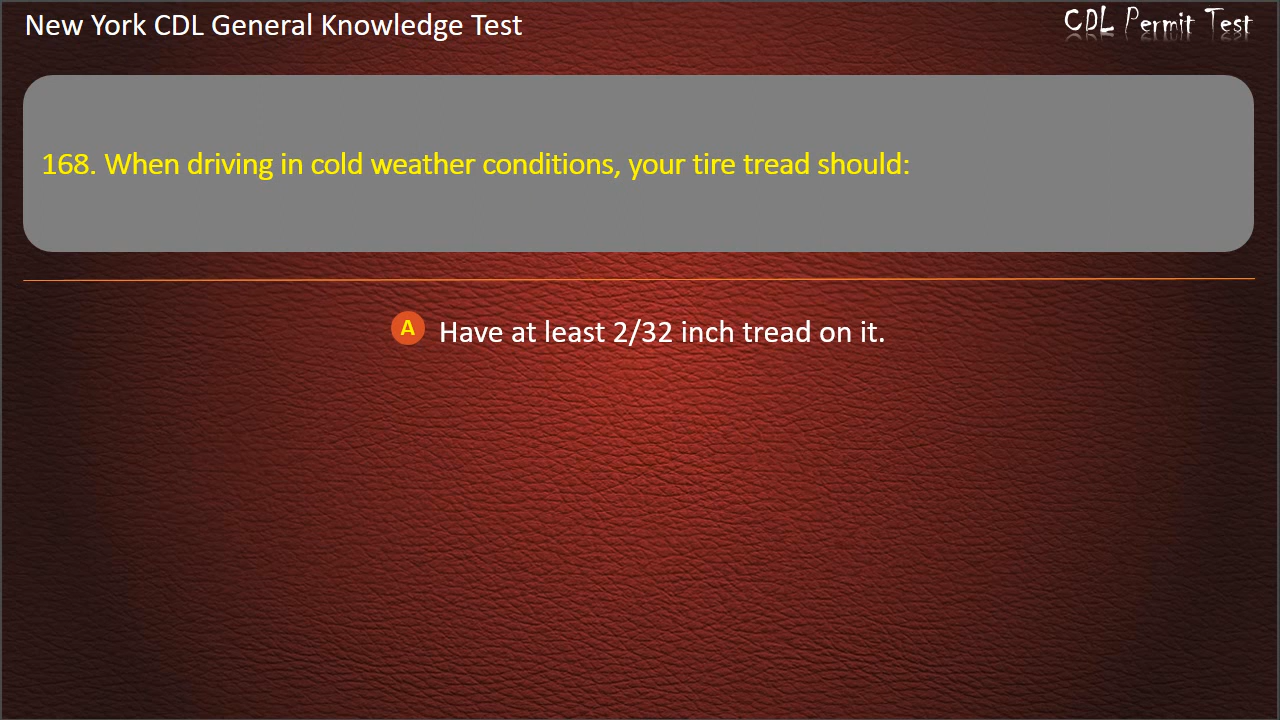 New York CDL General Knowledge Test
CDL Permit Test
168. When driving in cold weather conditions, your tire tread should:
A Have at least 2/32 inch tread on it.